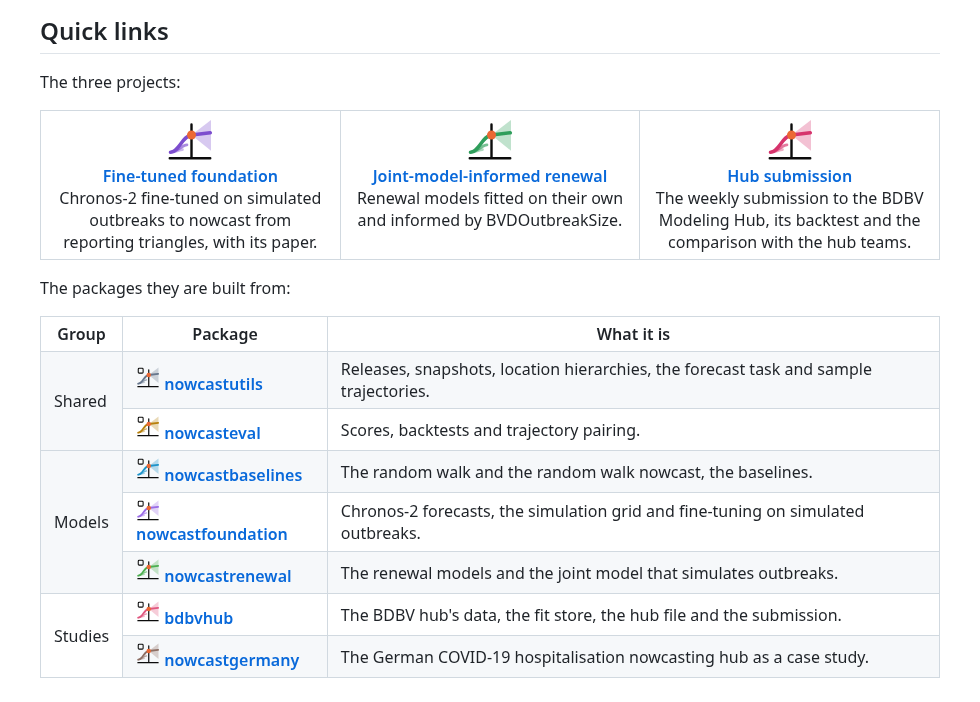 Quick links
The three projects:
Fine-tuned foundation
Chronos-2 fine-tuned on simulated
outbreaks to nowcast from
reporting triangles, with its paper.
Joint-model-informed renewal
Renewal models fitted on their own
and informed by BVDOutbreakSize.
Hub submission
The weekly submission to the BDBV
Modeling Hub, its backtest and the
comparison with the hub teams.
The packages they are built from:
Group Package What it is
Shared
nowcastutils
Releases, snapshots, location hierarchies, the forecast task and sample
trajectories.
nowcasteval
Scores, backtests and trajectory pairing.
Models
nowcastbaselines
The random walk and the random walk nowcast, the baselines.
nowcastfoundation
Chronos-2 forecasts, the simulation grid and fine-tuning on simulated
outbreaks.
nowcastrenewal
The renewal models and the joint model that simulates outbreaks.
Studies
bdbvhub
The BDBV hub's data, the fit store, the hub file and the submission.
nowcastgermany
The German COVID-19 hospitalisation nowcasting hub as a case study.